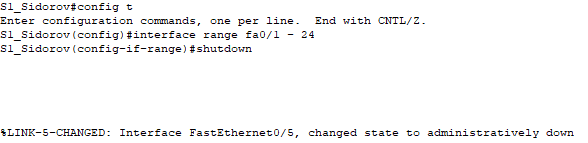 S1_Sidorov#config t
Enter configuration commands, one per line.  End with CNTL/Z.
S1_Sidorov(config)#interface range fa0/1 - 24
S1_Sidorov(config-if-range)#shutdown
%LINK-5-CHANGED: Interface FastEthernet0/5, changed state to administratively down